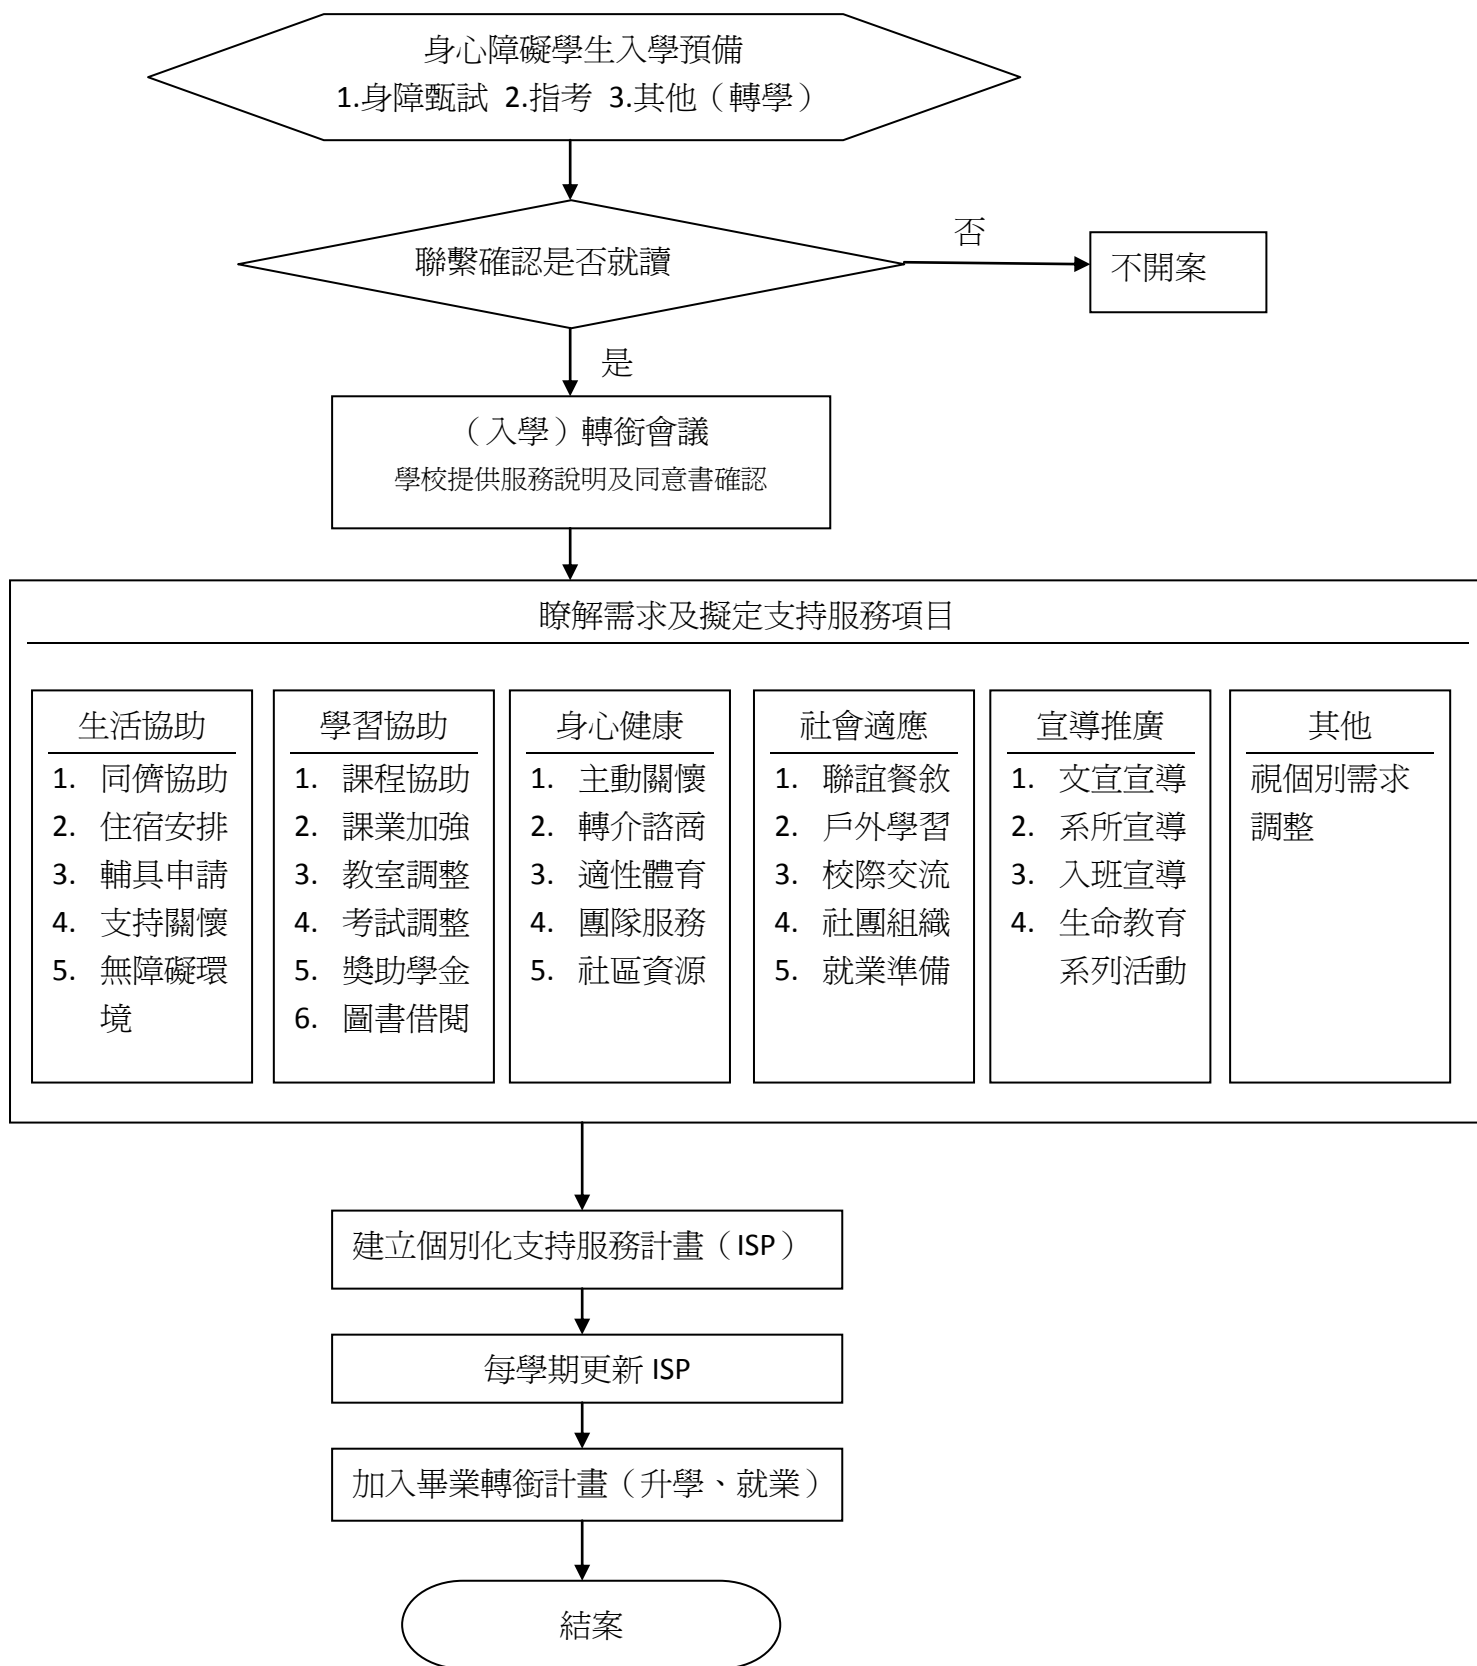 身心障礙學生入學預備
1.身障甄試 2.指考 3.其他（轉學）
聯繫確認是否就讀
否
不開案
是
（入學）轉銜會議
學校提供服務說明及同意書確認
瞭解需求及擬定支持服務項目
生活協助
1. 同儕協助
2. 住宿安排
3. 輔具申請
4. 支持關懷
5. 無障礙環
境
學習協助
1. 課程協助
2. 課業加強
3. 教室調整
4. 考試調整
5. 獎助學金
6. 圖書借閱
身心健康
1. 主動關懷
2. 轉介諮商
3. 適性體育
4. 團隊服務
5. 社區資源
社會適應
1. 聯誼餐敘
2. 戶外學習
3. 校際交流
4. 社團組織
5. 就業準備
宣導推廣
1. 文宣宣導
2. 系所宣導
3. 入班宣導
4. 生命教育
系列活動
其他
視個別需求
調整
建立個別化支持服務計畫（ISP）
每學期更新 ISP
加入畢業轉銜計畫（升學、就業）
結案